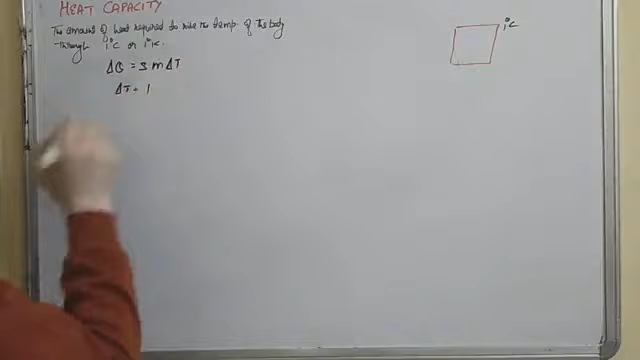 HEAT CAPACITY
The amount of heat required to rise the temp. of the body
through 1°C or 1°K.
1°C
ΔQ = s m ΔT
ΔT = 1